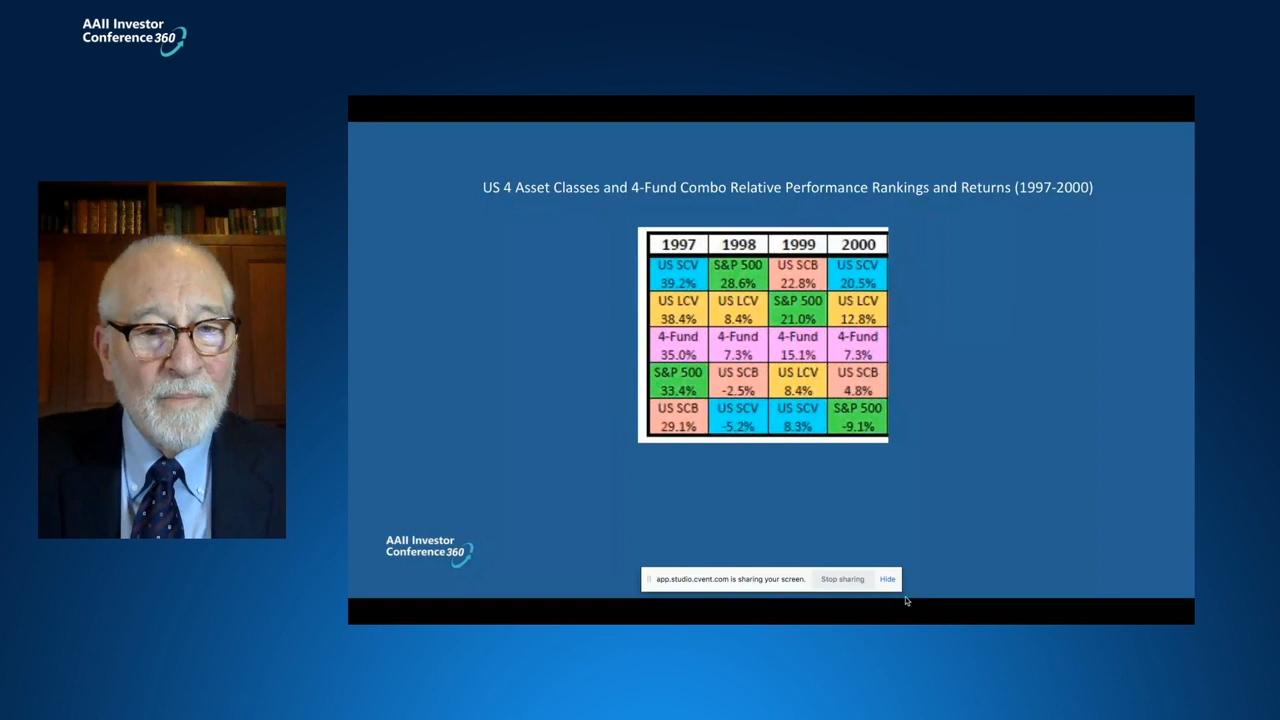 AAII Investor
Conference 360
US 4 Asset Classes and 4-Fund Combo Relative Performance Rankings and Returns (1997-2000)
1997 1998 1999 2000
US SCV S&P 500 US SCB US SCV
39.2% 28.6% 22.8% 20.5%
US LCV US LCV S&P 500 US LCV
38.4% 8.4% 21.0% 12.8%
4-Fund 4-Fund 4-Fund 4-Fund
35.0% 7.3% 15.1% 7.3%
S&P 500 US SCB US LCV US SCB
33.4% -2.5% 8.4% 4.8%
US SCB US SCV US SCV S&P 500
29.1% -5.2% 8.3% -9.1%
AAII Investor
Conference 360
app.studio.cvent.com is sharing your screen. Stop sharing Hide